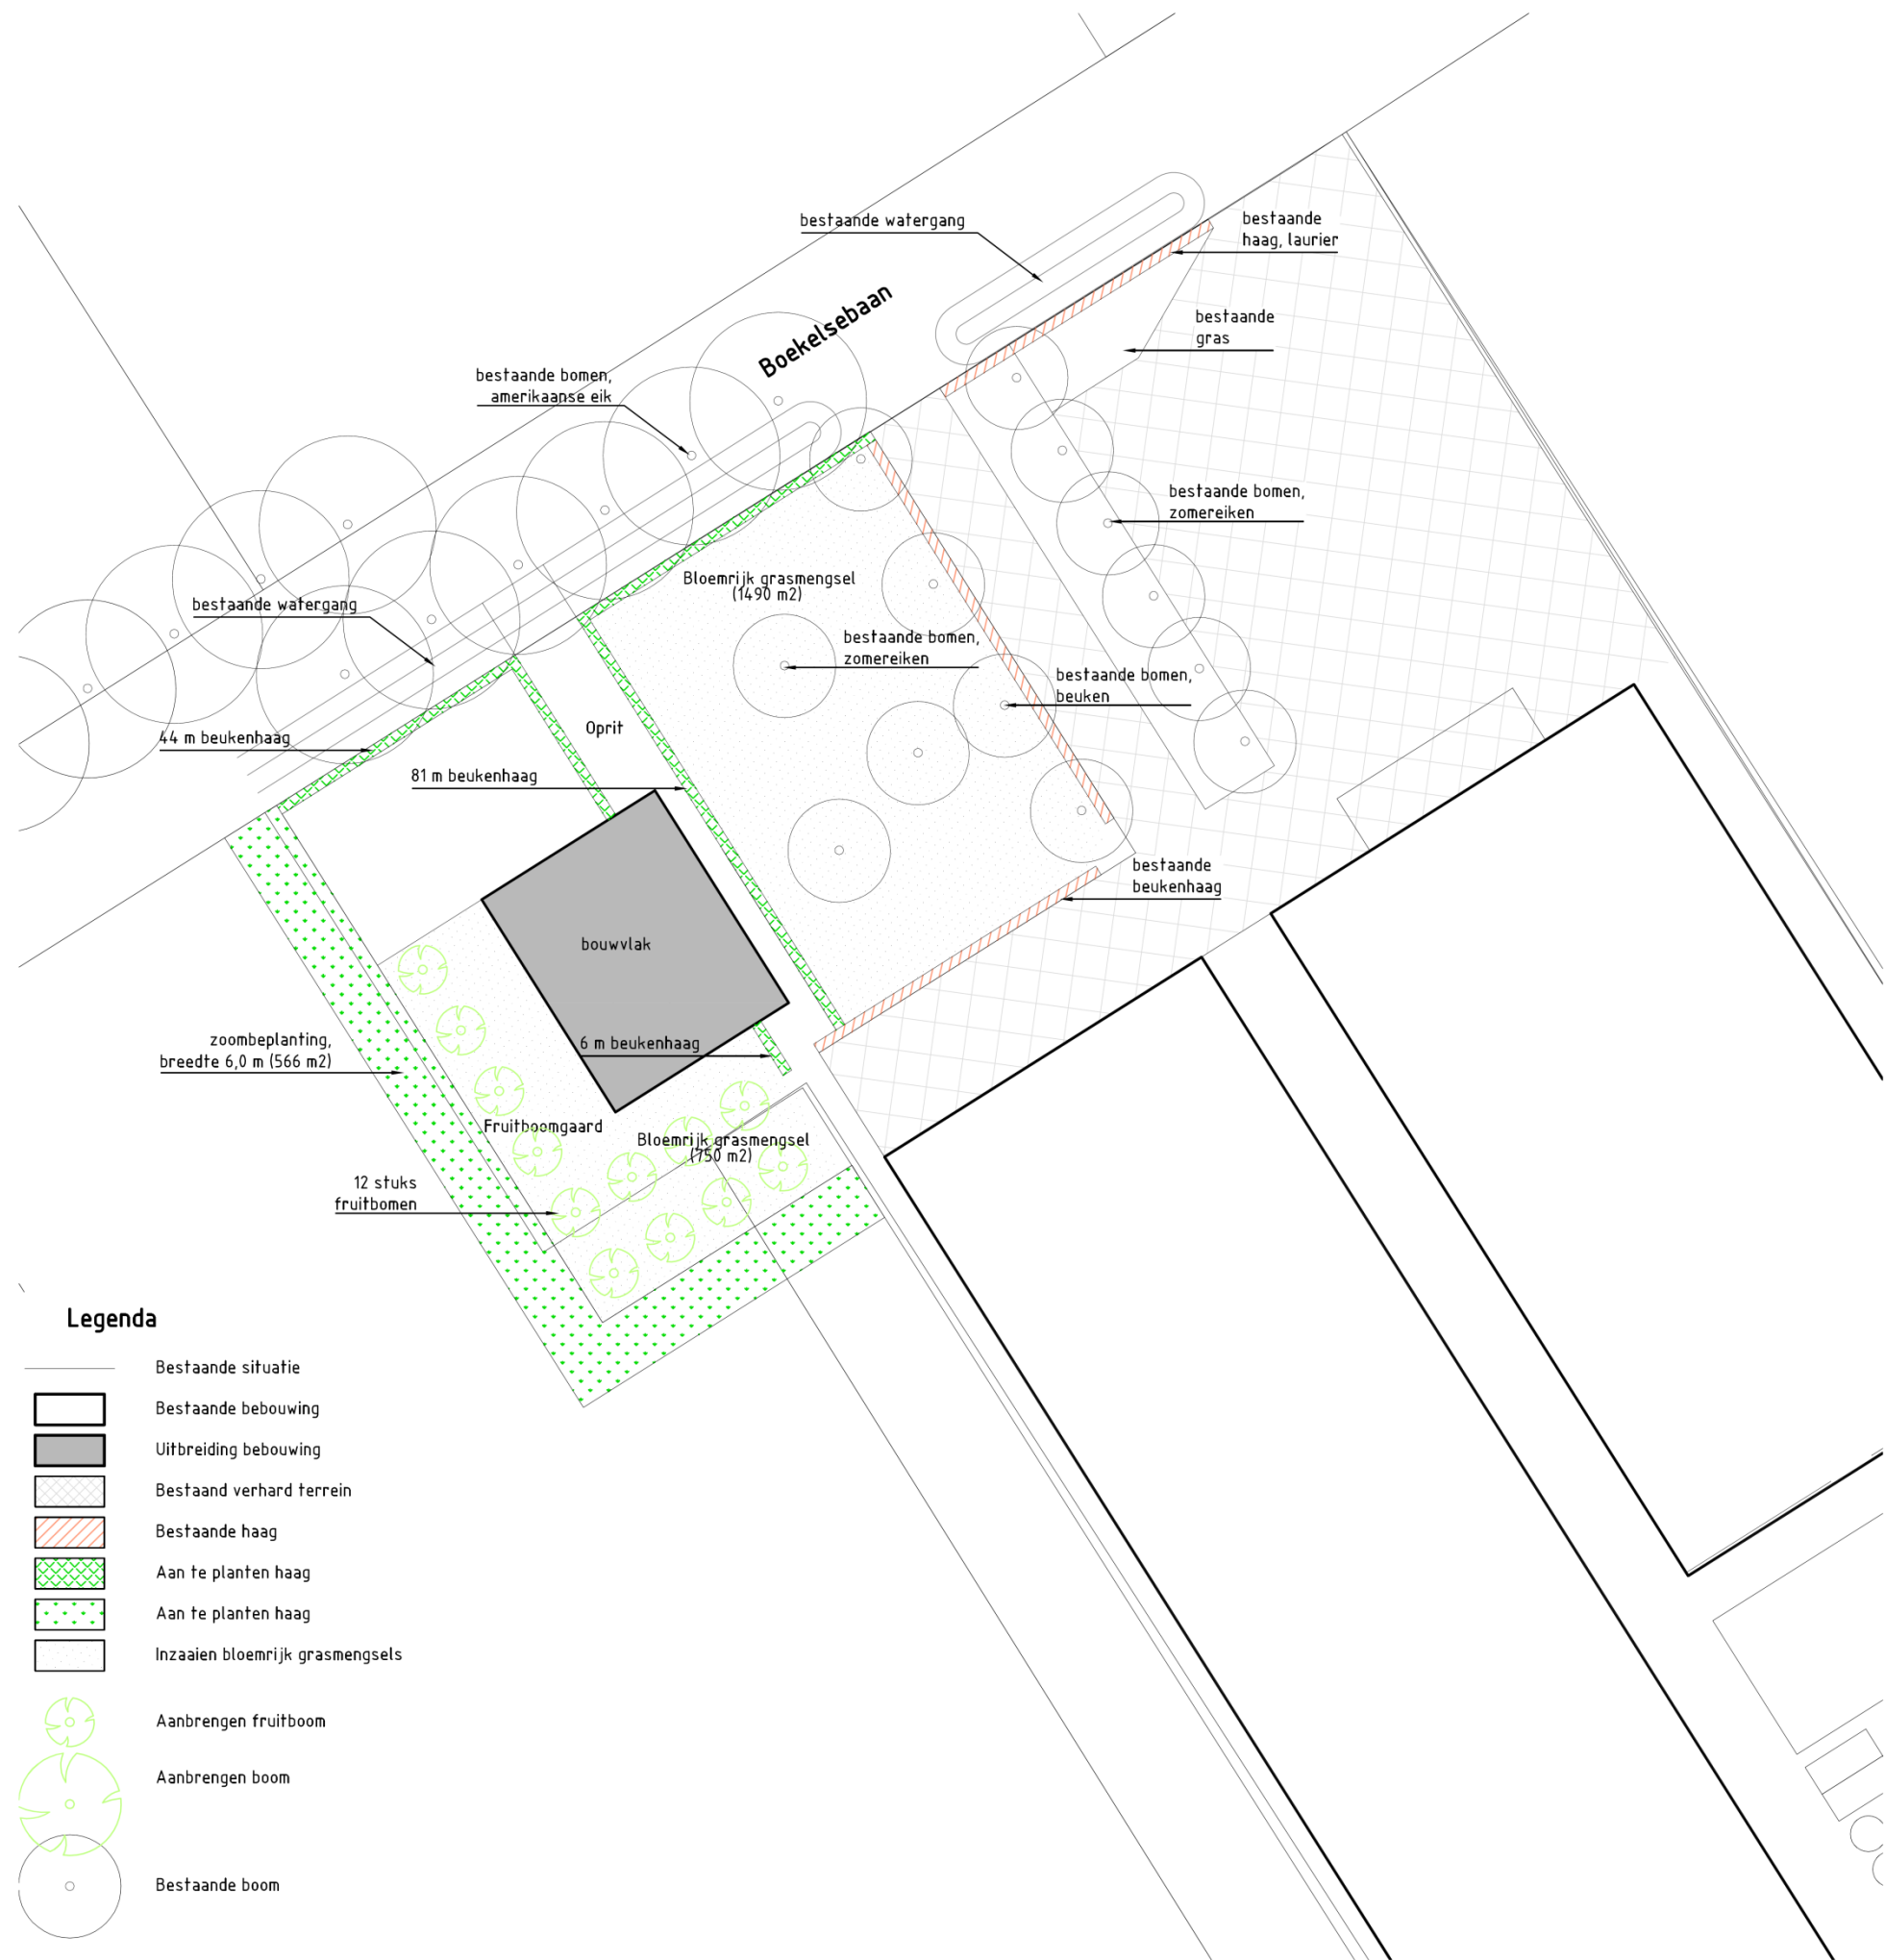 bestaande watergang
bestaande
haag, laurier
Boekelsebaan
bestaande
gras
bestaande bomen,
amerikaanse eik
bestaande bomen,
zomereiken
Bloemrijk grasmengsel
(1490 m2)
bestaande watergang
bestaande bomen,
zomereiken
bestaande bomen,
beuken
Oprit
44 m beukenhaag
81 m beukenhaag
bestaande
beukenhaag
bouwvlak
zoombeplanting,
breedte 6,0 m (566 m2)
6 m beukenhaag
Fruitboomgaard
Bloemrijk grasmengsel
(750 m2)
12 stuks
fruitbomen
Legenda
Bestaande situatie
Bestaande bebouwing
Uitbreiding bebouwing
Bestaand verhard terrein
Bestaande haag
Aan te planten haag
Aan te planten haag
Inzaaien bloemrijk grasmengsels
Aanbrengen fruitboom
Aanbrengen boom
Bestaande boom